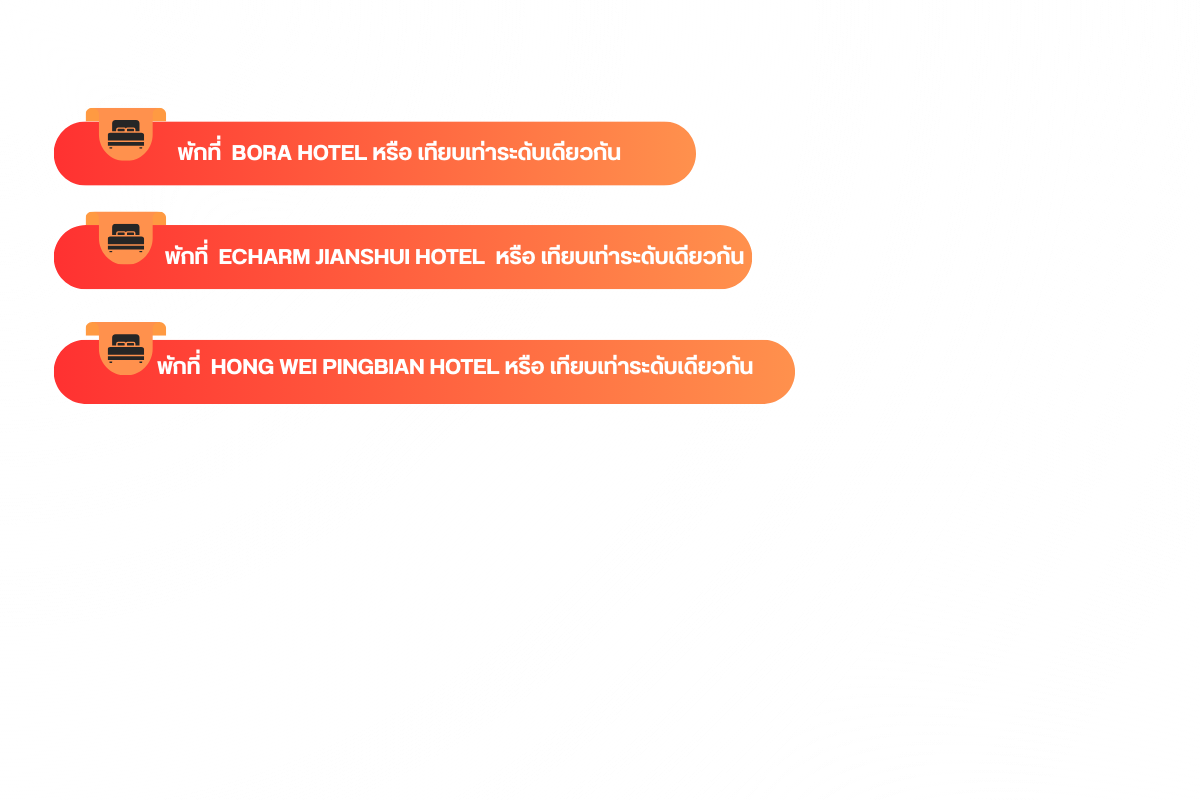 พักที่ BORA HOTEL หรือ เทียบเท่าระดับเดียวกัน
พักที่ ECHARM JIANSHUI HOTEL หรือ เทียบเท่าระดับเดียวกัน
พักที่ HONG WEI PINGBIAN HOTEL หรือ เทียบเท่าระดับเดียวกัน